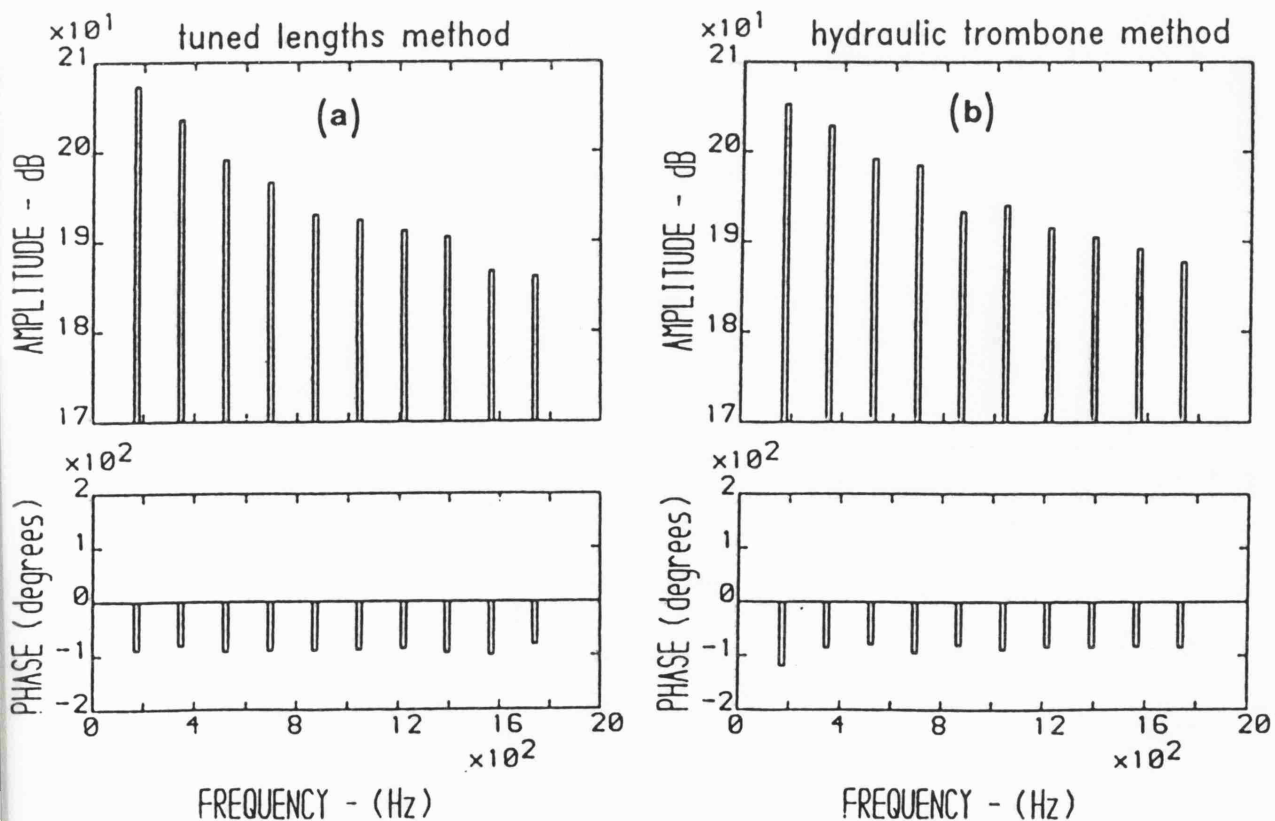 tuned lengths method
×10¹
21
20
19
18
17
AMPLITUDE - dB
(a)
×10²
2
1
0
-1
-2
PHASE (degrees)
0 4 8 12 16 20
×10²
FREQUENCY - (Hz)
hydraulic trombone method
×10¹
21
20
19
18
17
AMPLITUDE - dB
(b)
×10²
2
1
0
-1
-2
PHASE (degrees)
0 4 8 12 16 20
×10²
FREQUENCY - (Hz)